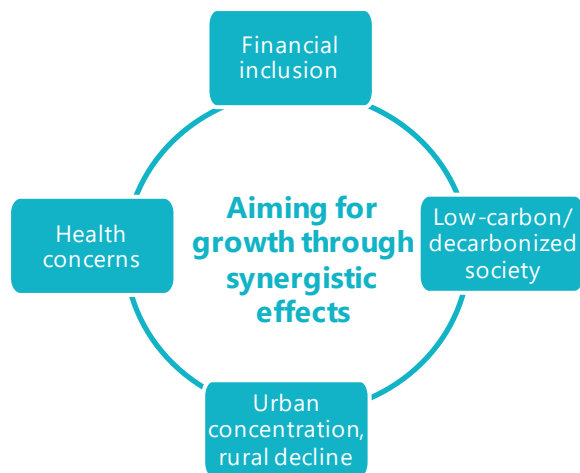 Financial
inclusion
Health
concerns
Aiming for
growth through
synergistic
effects
Low-carbon/
decarbonized
society
Urban
concentration,
rural decline